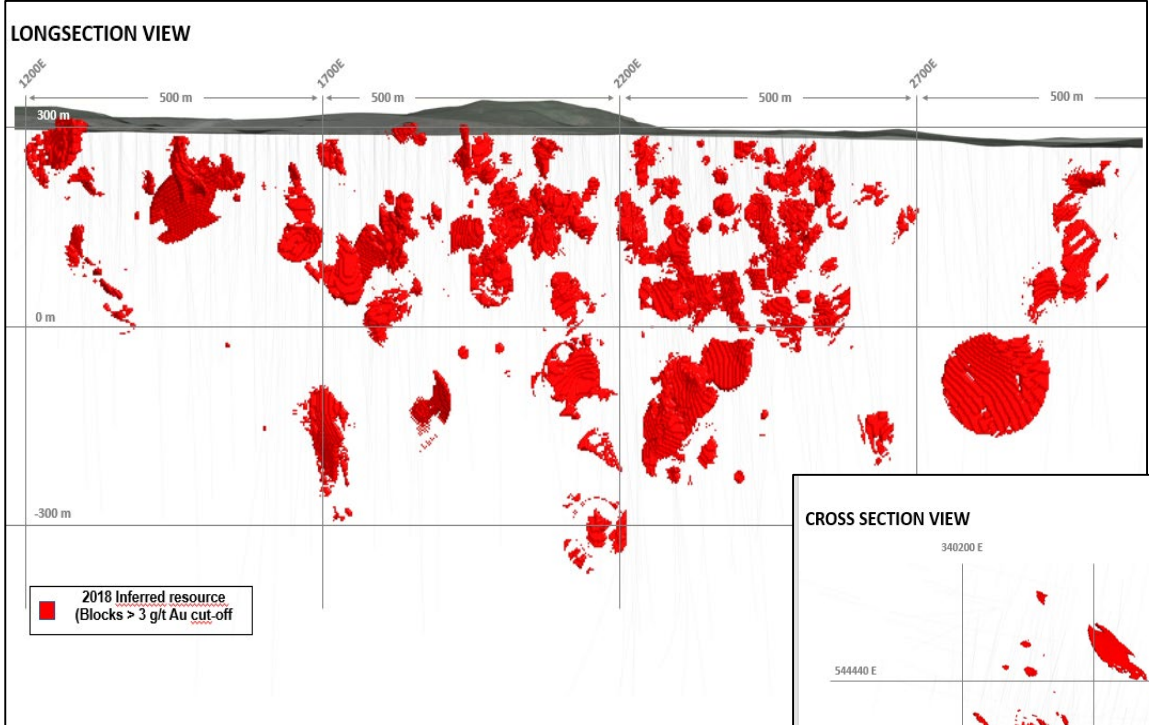 LONGSECTION VIEW
1200E
1700E
2200E
2700E
500 m
500 m
500 m
500 m
300 m
0 m
-300 m
2018 Inferred resource
(Blocks > 3 g/t Au cut-off
CROSS SECTION VIEW
340200 E
544440 E